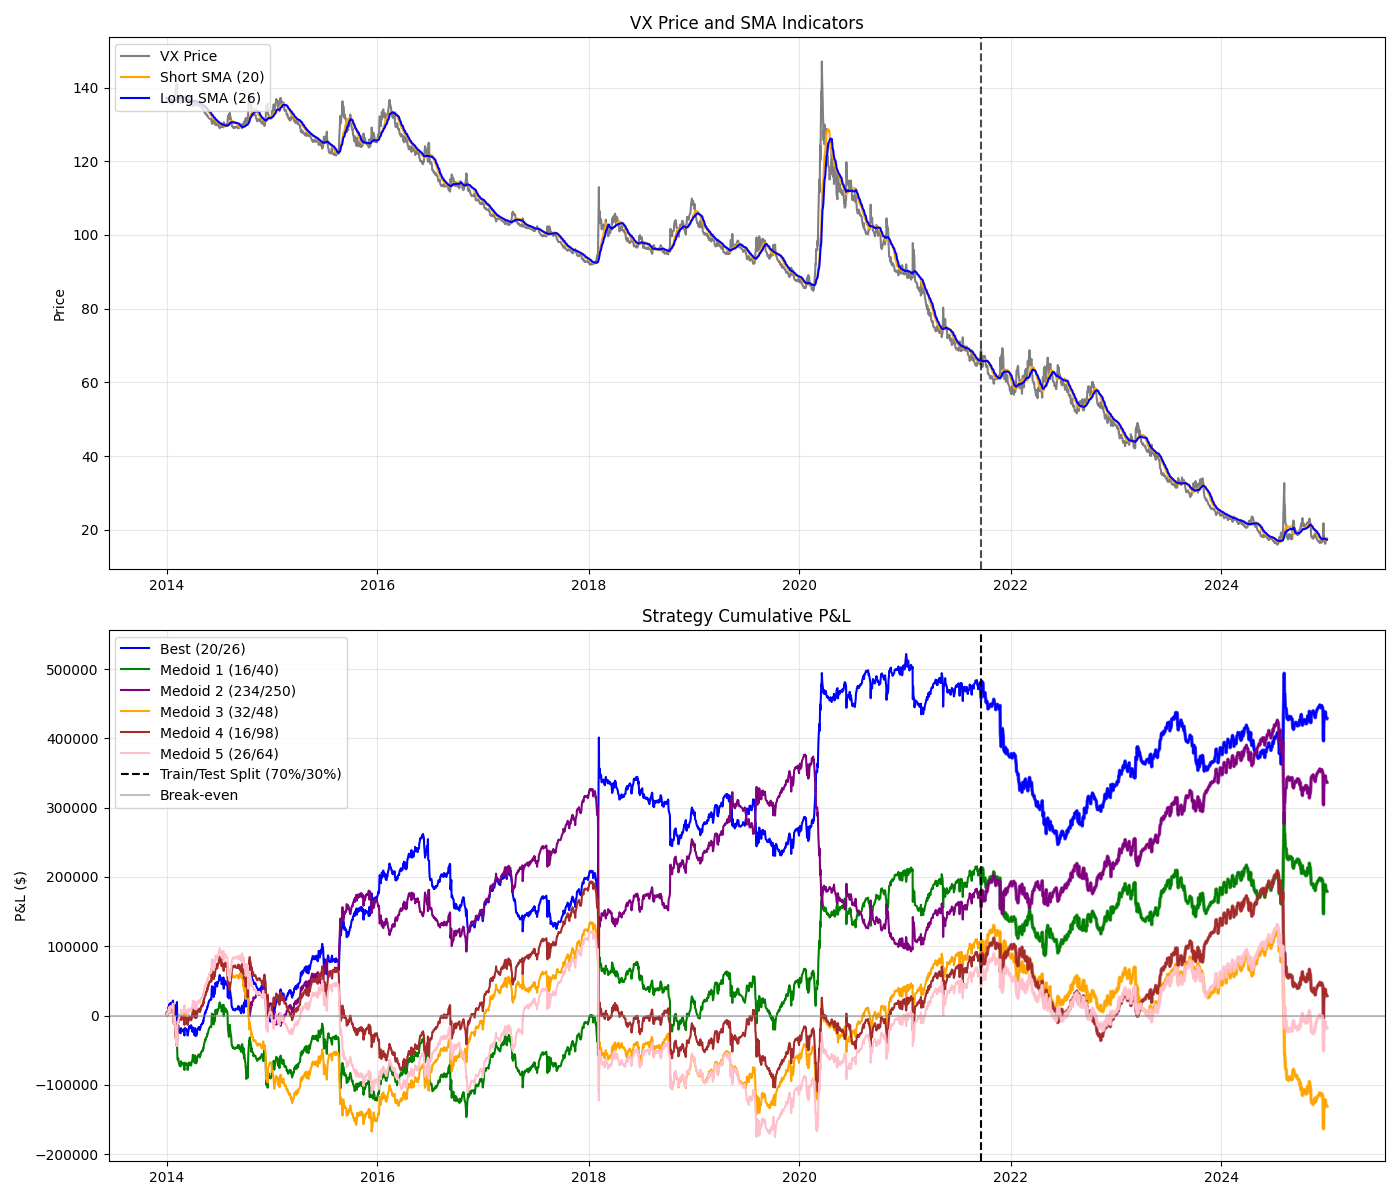 VX Price and SMA Indicators
VX Price
Short SMA (20)
Long SMA (26)
Price
140
120
100
80
60
40
20
2014
2016
2018
2020
2022
2024
Strategy Cumulative P&L
Best (20/26)
Medoid 1 (16/40)
Medoid 2 (234/250)
Medoid 3 (32/48)
Medoid 4 (16/98)
Medoid 5 (26/64)
Train/Test Split (70%/30%)
Break-even
P&L ($)
500000
400000
300000
200000
100000
0
−100000
−200000
2014
2016
2018
2020
2022
2024